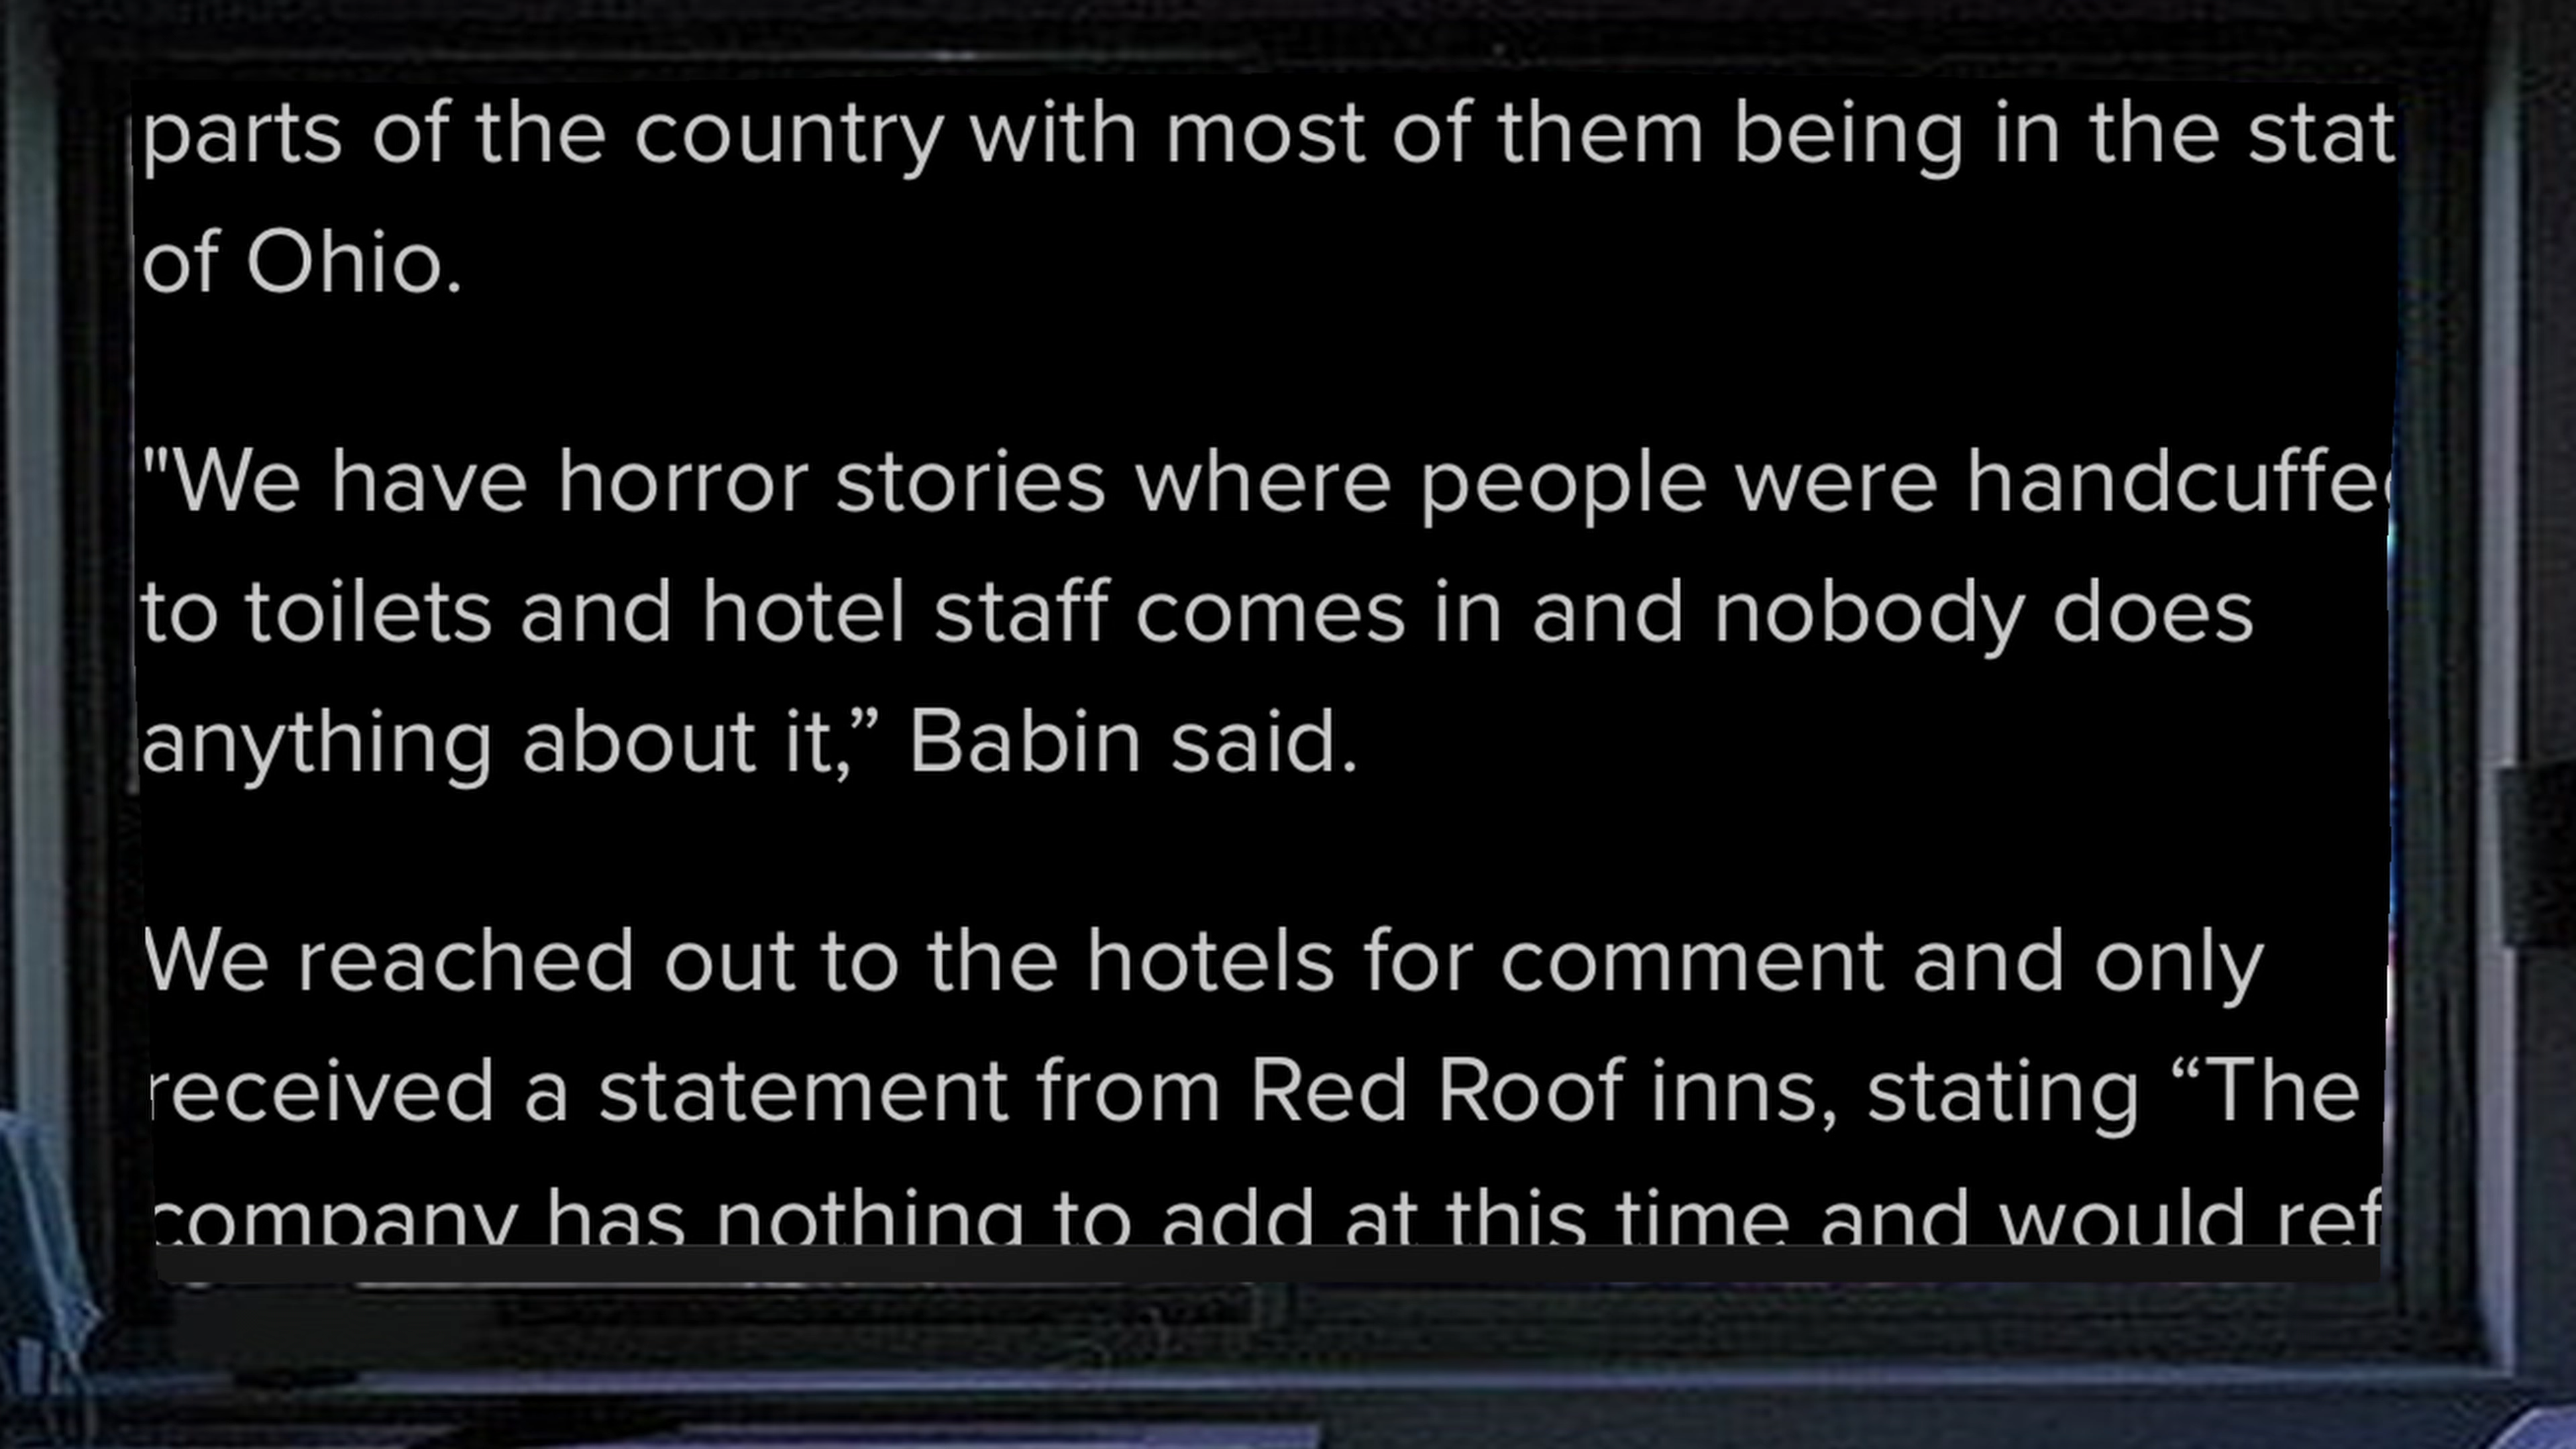 parts of the country with most of them being in the stat
of Ohio.
"We have horror stories where people were handcuffed
to toilets and hotel staff comes in and nobody does
anything about it,” Babin said.
We reached out to the hotels for comment and only
received a statement from Red Roof inns, stating “The
company has nothing to add at this time and would ref